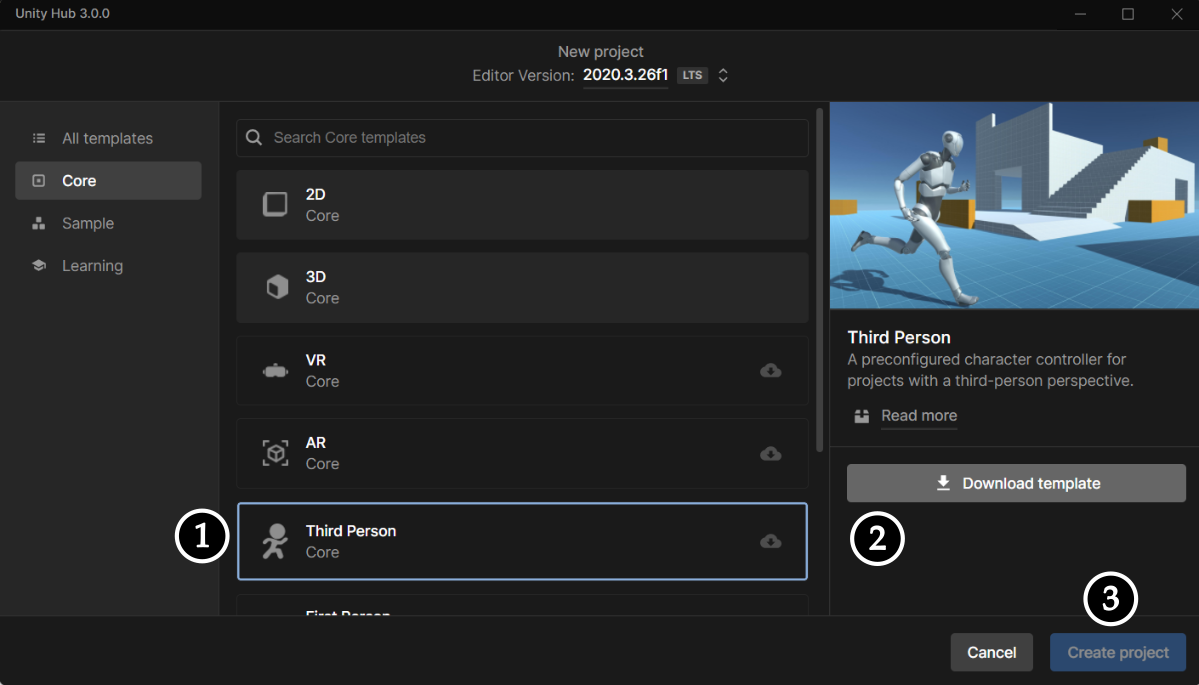 Unity Hub 3.0.0
New project
Editor Version: 2020.3.26f1 LTS
All templates
Core
Sample
Learning
Search Core templates
2D
Core
3D
Core
VR
Core
AR
Core
1
Third Person
Core
First Person
Third Person
A preconfigured character controller for
projects with a third-person perspective.
Read more
Download template
2
3
Cancel
Create project